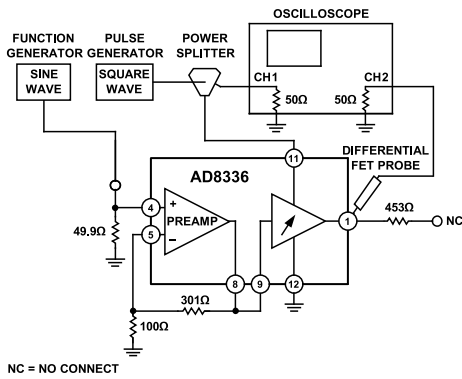 OSCILLOSCOPE
FUNCTION
GENERATOR
PULSE
GENERATOR
POWER
SPLITTER
SINE
WAVE
SQUARE
WAVE
CH1
CH2
50Ω
50Ω
DIFFERENTIAL
FET PROBE
11
AD8336
4
+
PREAMP
5
–
1
453Ω
NC
49.9Ω
8
9
12
301Ω
100Ω
NC = NO CONNECT